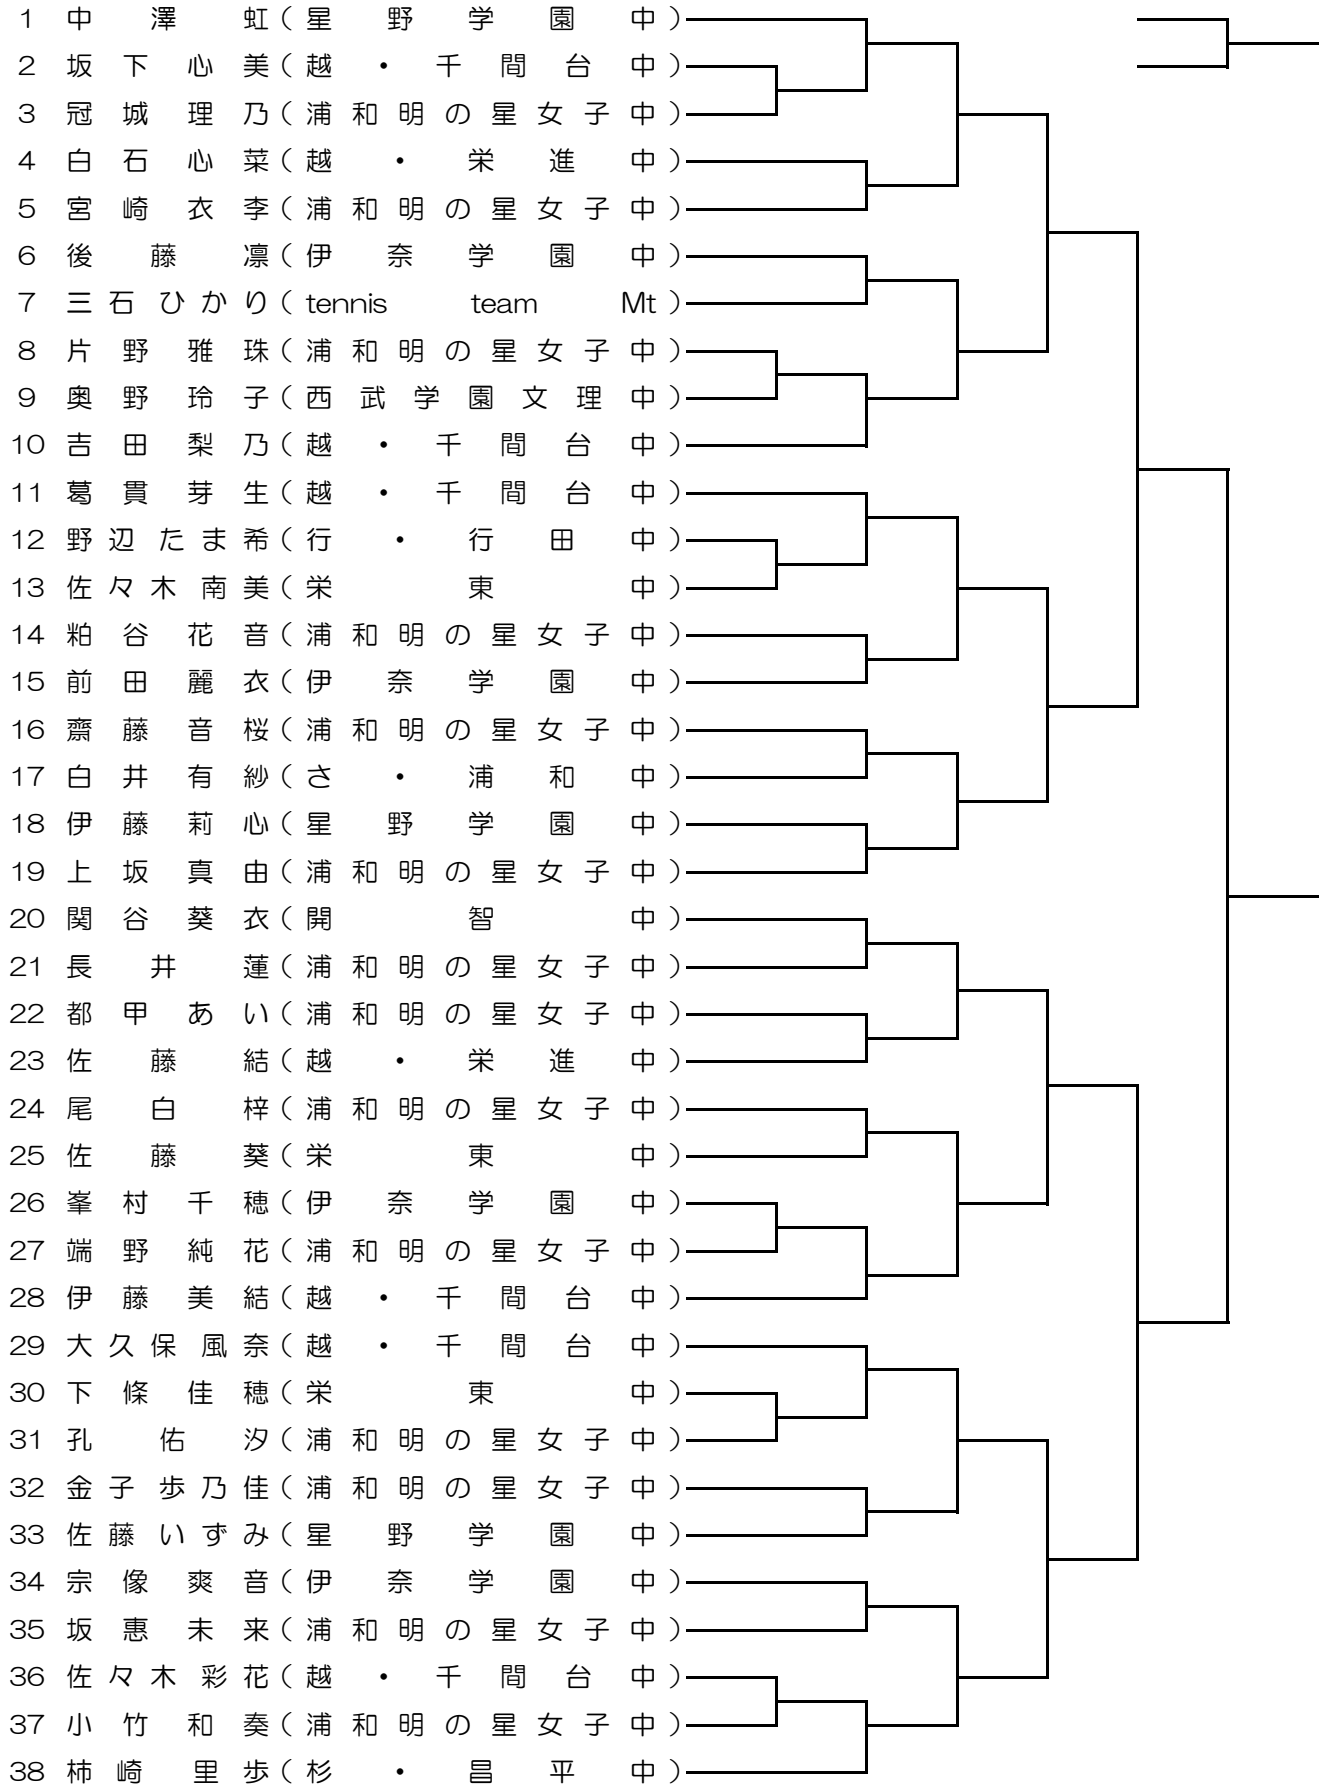 1 中澤虹(星野学園中)
2 坂下心美(越・千間台中)
3 冠城理乃(浦和明の星女子中)
4 白石心菜(越・栄進中)
5 宮崎衣李(浦和明の星女子中)
6 後藤凛(伊奈学園中)
7 三石ひかり(tennis team Mt)
8 片野雅珠(浦和明の星女子中)
9 奥野玲子(西武学園文理中)
10 吉田梨乃(越・千間台中)
11 葛貫芽生(越・千間台中)
12 野辺たま希(行・行田中)
13 佐々木南美(栄東中)
14 粕谷花音(浦和明の星女子中)
15 前田麗衣(伊奈学園中)
16 齋藤音桜(浦和明の星女子中)
17 白井有紗(さ・浦和中)
18 伊藤莉心(星野学園中)
19 上坂真由(浦和明の星女子中)
20 関谷葵衣(開智中)
21 長井蓮(浦和明の星女子中)
22 都甲あい(浦和明の星女子中)
23 佐藤結(越・栄進中)
24 尾白梓(浦和明の星女子中)
25 佐藤葵(栄東中)
26 峯村千穂(伊奈学園中)
27 端野純花(浦和明の星女子中)
28 伊藤美結(越・千間台中)
29 大久保風奈(越・千間台中)
30 下條佳穂(栄東中)
31 孔佑汐(浦和明の星女子中)
32 金子歩乃佳(浦和明の星女子中)
33 佐藤いずみ(星野学園中)
34 宗像爽音(伊奈学園中)
35 坂惠未来(浦和明の星女子中)
36 佐々木彩花(越・千間台中)
37 小竹和奏(浦和明の星女子中)
38 柿崎里歩(杉・昌平中)